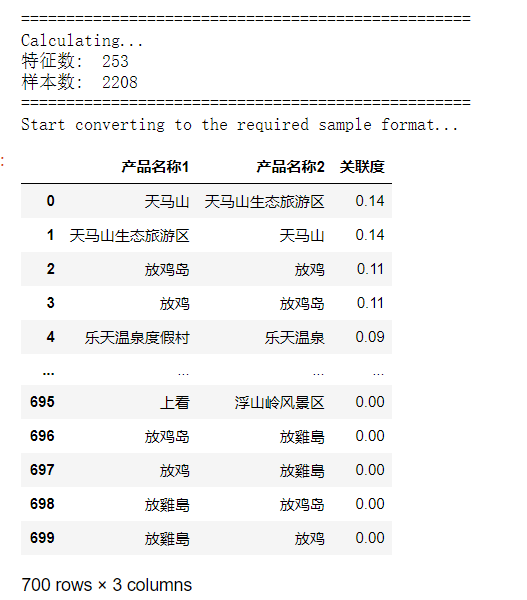 ==================================================
Calculating...
特征数: 253
样本数: 2208
==================================================
Start converting to the required sample format...
:
产品名称1 产品名称2 关联度
0 天马山 天马山生态旅游区 0.14
1 天马山生态旅游区 天马山 0.14
2 放鸡岛 放鸡 0.11
3 放鸡 放鸡岛 0.11
4 乐天温泉度假村 乐天温泉 0.09
... ... ... ...
695 上看 浮山岭风景区 0.00
696 放鸡岛 放雞島 0.00
697 放鸡 放雞島 0.00
698 放雞島 放鸡岛 0.00
699 放雞島 放鸡 0.00
700 rows × 3 columns